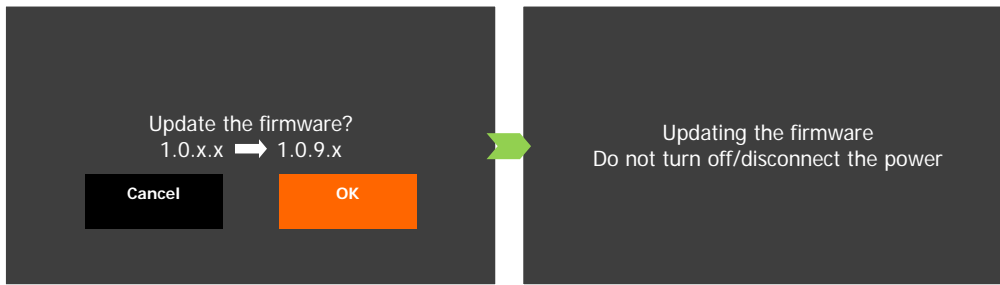 Update the firmware?
1.0.x.x 1.0.9.x
Cancel OK
Updating the firmware
Do not turn off/disconnect the power